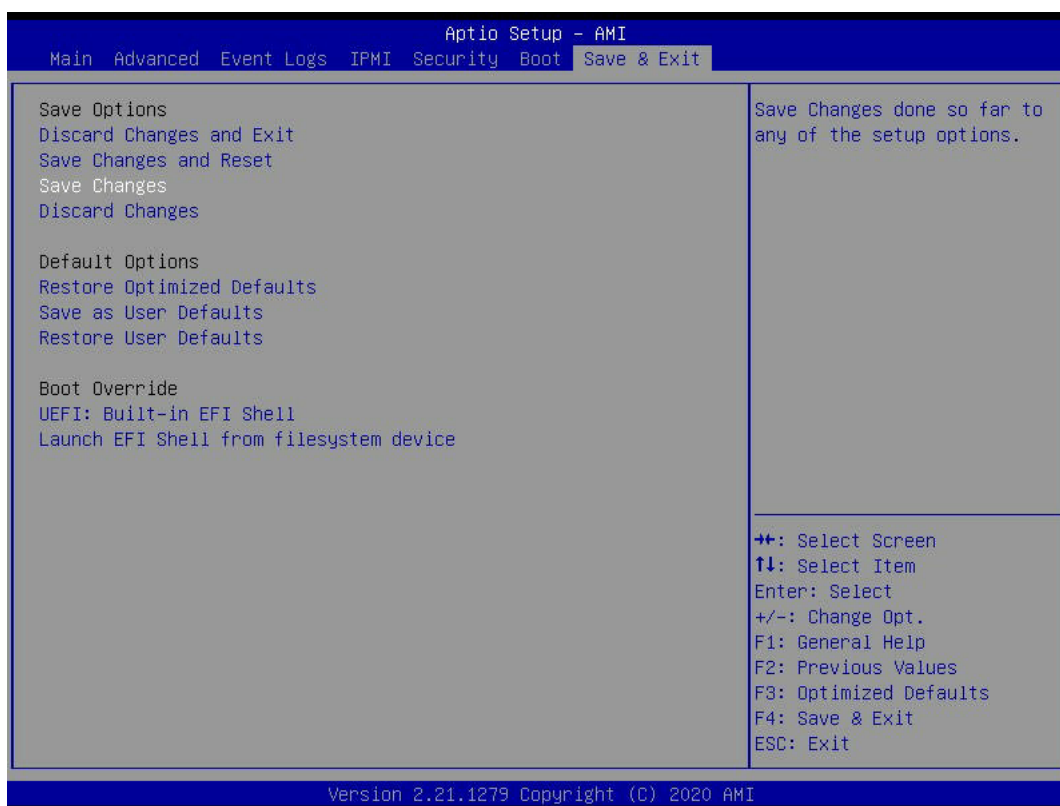 Aptio Setup – AMI
Main Advanced Event Logs IPMI Security Boot Save & Exit
Save Options
Discard Changes and Exit
Save Changes and Reset
Save Changes
Discard Changes
Default Options
Restore Optimized Defaults
Save as User Defaults
Restore User Defaults
Boot Override
UEFI: Built-in EFI Shell
Launch EFI Shell from filesystem device
Save Changes done so far to
any of the setup options.
→←: Select Screen
↑↓: Select Item
Enter: Select
+/-: Change Opt.
F1: General Help
F2: Previous Values
F3: Optimized Defaults
F4: Save & Exit
ESC: Exit
Version 2.21.1279 Copyright (C) 2020 AMI